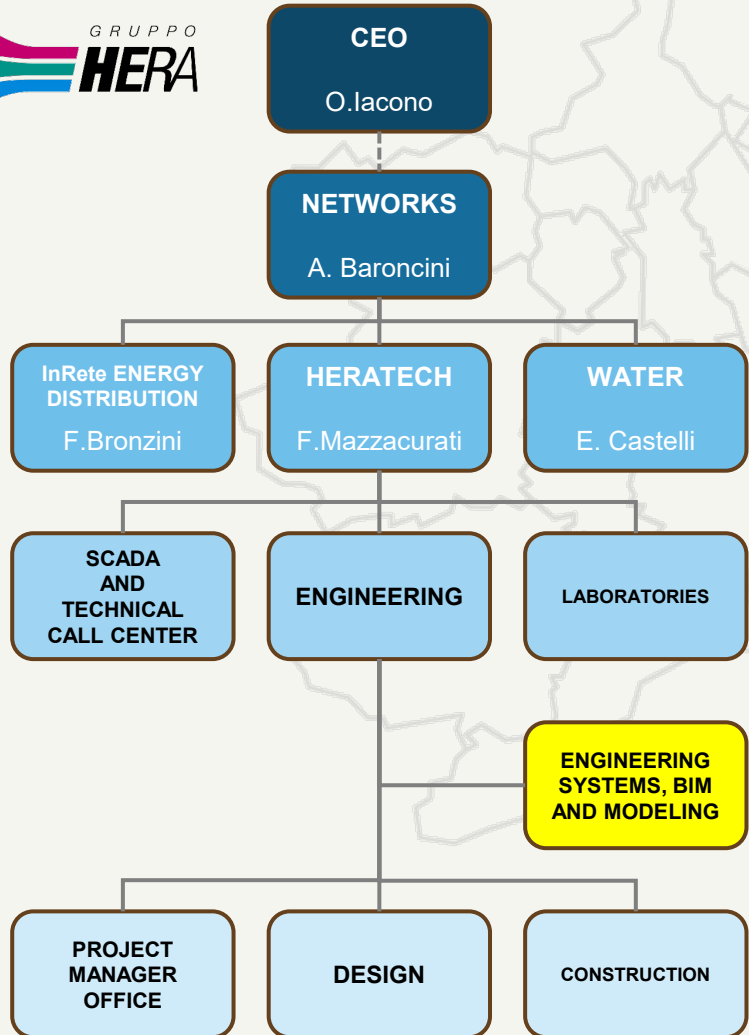 GRUPPO
HERA
CEO
O.Iacono
NETWORKS
A. Baroncini
InRete ENERGY
DISTRIBUTION
F.Bronzini
HERATECH
F.Mazzacurati
WATER
E. Castelli
SCADA
AND
TECHNICAL
CALL CENTER
ENGINEERING
LABORATORIES
ENGINEERING
SYSTEMS, BIM
AND MODELING
PROJECT
MANAGER
OFFICE
DESIGN
CONSTRUCTION